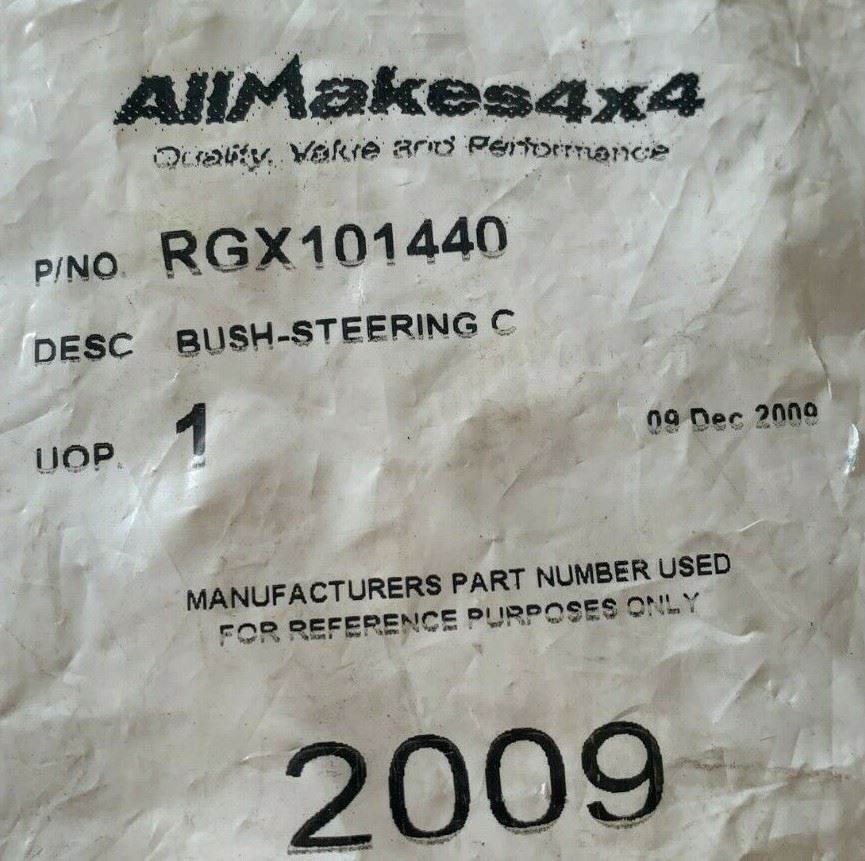 AllMakes4x4
Quality, Value and Performance
P/NO. RGX101440
DESC BUSH-STEERING C
UOP. 1
09 Dec 2009
MANUFACTURERS PART NUMBER USED
FOR REFERENCE PURPOSES ONLY
2009